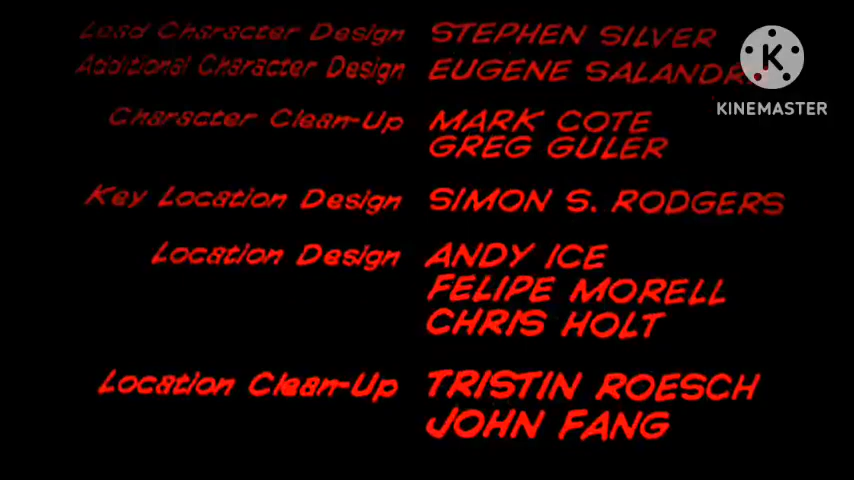 Lead Character Design STEPHEN SILVER
Additional Character Design EUGENE
Character Clean-Up MARK COTE
GREG GULER
Key Location Design SIMON S. RODGERS
Location Design ANDY ICE
FELIPE MORELL
CHRIS HOLT
Location Clean-Up TRISTIN ROESCH
JOHN FANG
K
KINEMASTER